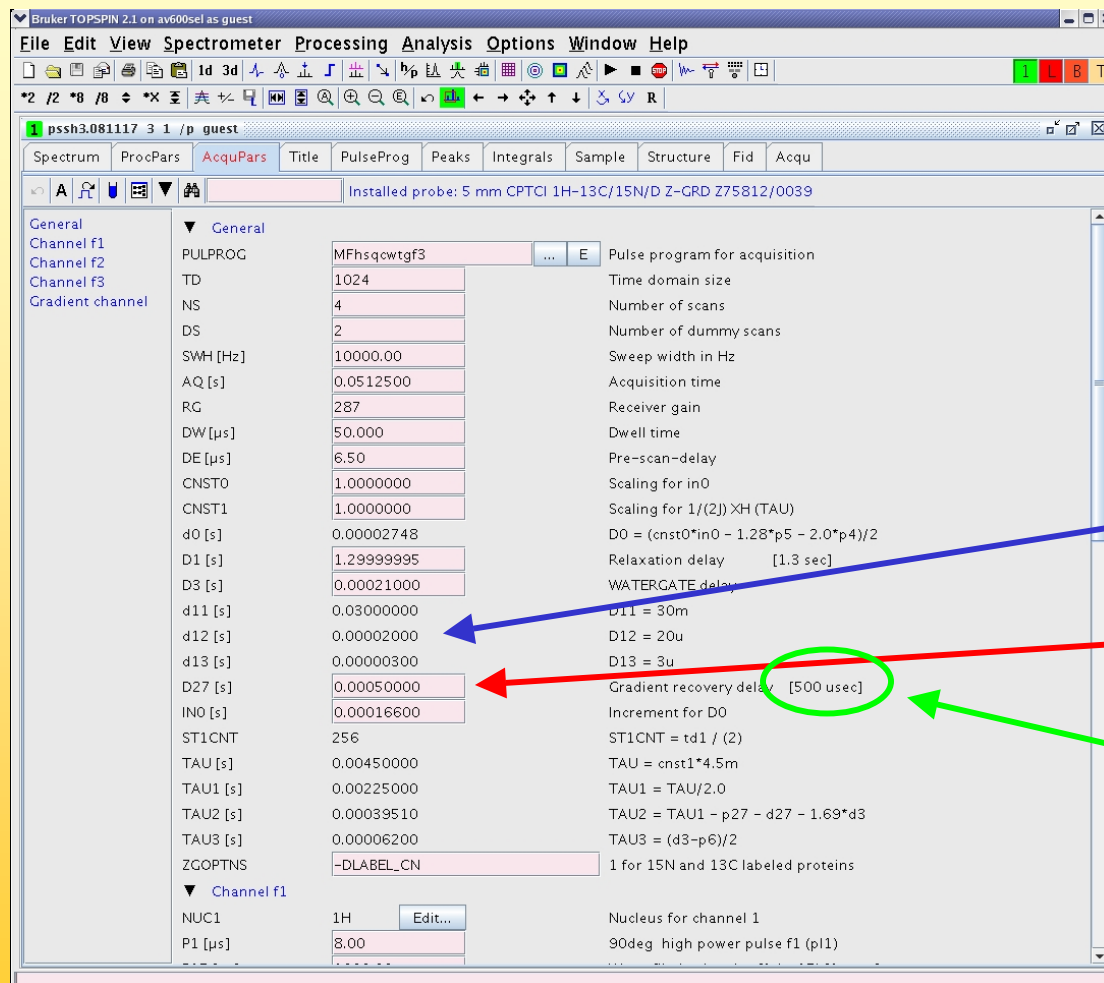 Bruker TOPSPIN 2.1 on av600sel as guest
File Edit View Spectrometer Processing Analysis Options Window Help
1d 3d
1 L B T
*2 /2 *8 /8
R
1 pssh3.081117 3 1 /p guest
Spectrum ProcPars AcquPars Title PulseProg Peaks Integrals Sample Structure Fid Acqu
A Installed probe: 5 mm CPTCI 1H-13C/15N/D Z-GRD Z75812/0039
General
Channel f1
Channel f2
Channel f3
Gradient channel
▼ General
PULPROG MFhsqcwtgf3 ... E Pulse program for acquisition
TD 1024 Time domain size
NS 4 Number of scans
DS 2 Number of dummy scans
SWH [Hz] 10000.00 Sweep width in Hz
AQ [s] 0.0512500 Acquisition time
RG 287 Receiver gain
DW [µs] 50.000 Dwell time
DE [µs] 6.50 Pre-scan-delay
CNST0 1.0000000 Scaling for in0
CNST1 1.0000000 Scaling for 1/(2J) XH (TAU)
d0 [s] 0.00002748 D0 = (cnst0*in0 - 1.28*p5 - 2.0*p4)/2
D1 [s] 1.29999995 Relaxation delay [1.3 sec]
D3 [s] 0.00021000 WATERGATE delay
d11 [s] 0.03000000 D11 = 30m
d12 [s] 0.00002000 D12 = 20u
d13 [s] 0.00000300 D13 = 3u
D27 [s] 0.00050000 Gradient recovery delay [500 usec]
IN0 [s] 0.00016600 Increment for D0
ST1CNT 256 ST1CNT = td1 / (2)
TAU [s] 0.00450000 TAU = cnst1*4.5m
TAU1 [s] 0.00225000 TAU1 = TAU/2.0
TAU2 [s] 0.00039510 TAU2 = TAU1 - p27 - d27 - 1.69*d3
TAU3 [s] 0.00006200 TAU3 = (d3-p6)/2
ZGOPTNS -DLABEL_CN 1 for 15N and 13C labeled proteins
▼ Channel f1
NUC1 1H Edit... Nucleus for channel 1
P1 [µs] 8.00 90deg high power pulse f1 (pl1)